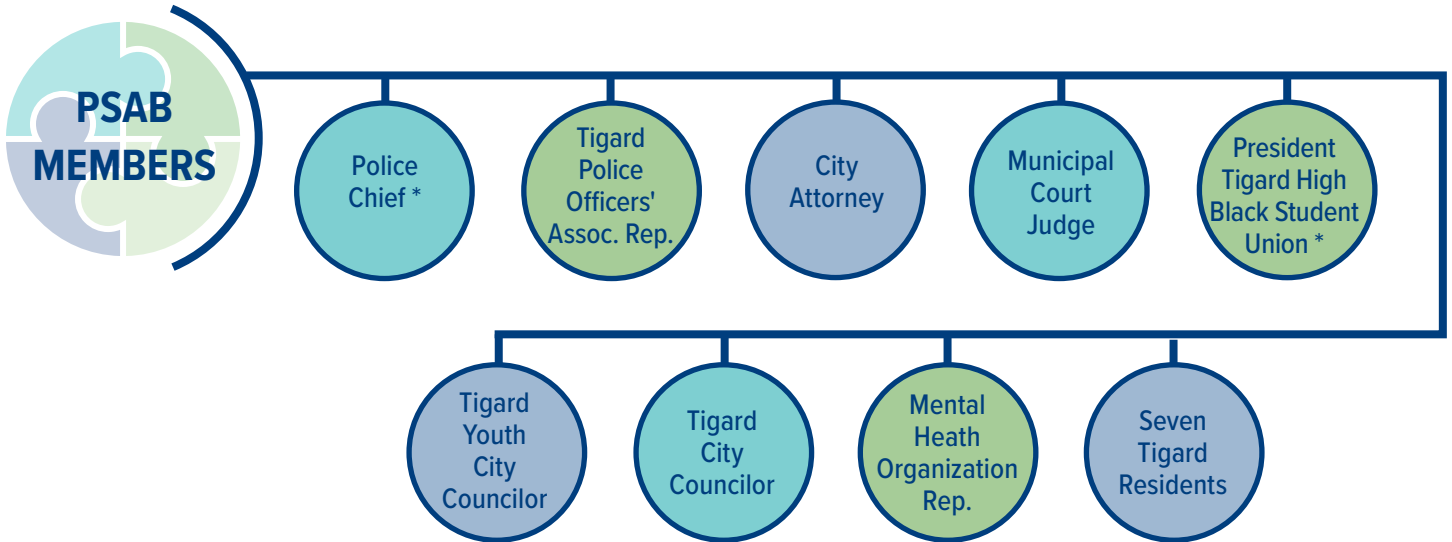 PSAB
MEMBERS
Police
Chief *
Tigard
Police
Officers'
Assoc. Rep.
City
Attorney
Municipal
Court
Judge
President
Tigard High
Black Student
Union *
Tigard
Youth
City
Councilor
Tigard
City
Councilor
Mental
Heath
Organization
Rep.
Seven
Tigard
Residents